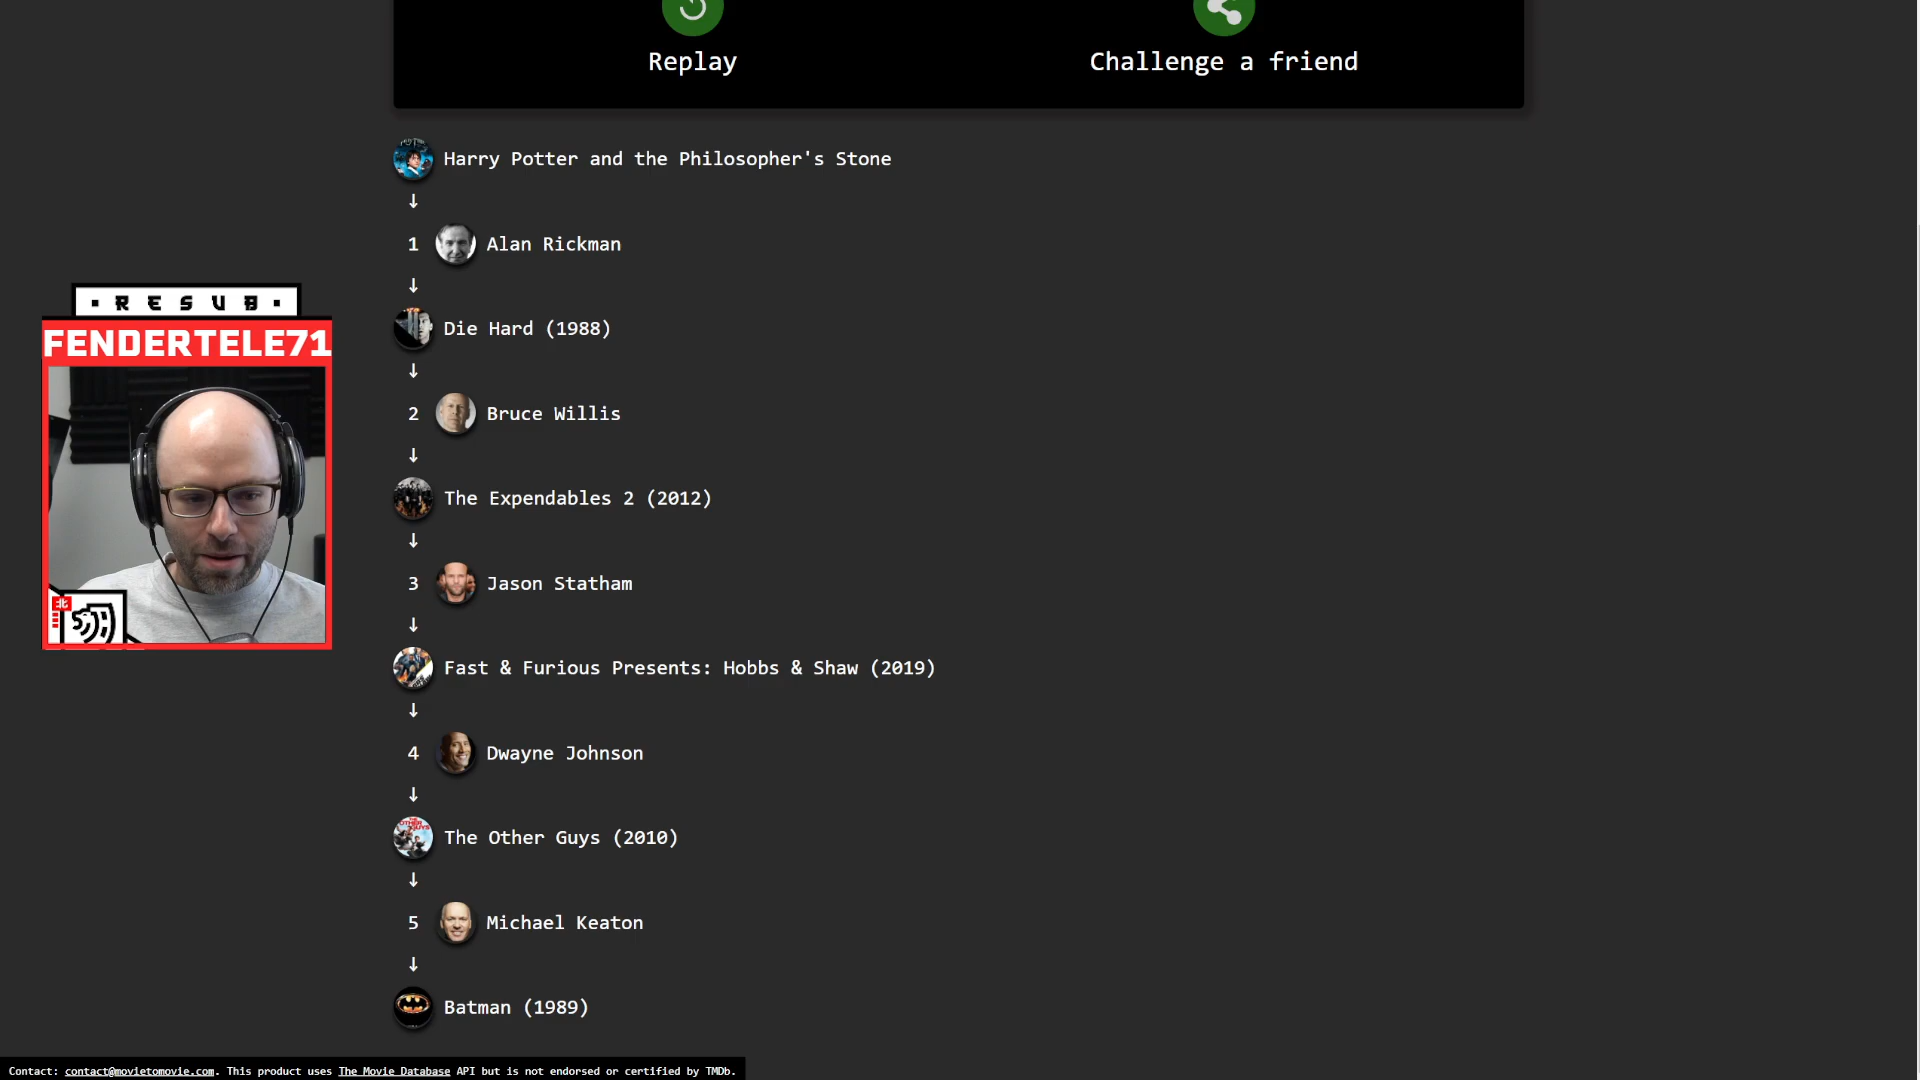 Replay
Challenge a friend
Harry Potter and the Philosopher's Stone
↓
1 Alan Rickman
↓
Die Hard (1988)
↓
2 Bruce Willis
↓
The Expendables 2 (2012)
↓
3 Jason Statham
↓
Fast & Furious Presents: Hobbs & Shaw (2019)
↓
4 Dwayne Johnson
↓
The Other Guys (2010)
↓
5 Michael Keaton
↓
Batman (1989)
· RESUB ·
FENDERTELE71
Contact: contact@movietomovie.com. This product uses The Movie Database API but is not endorsed or certified by TMDb.